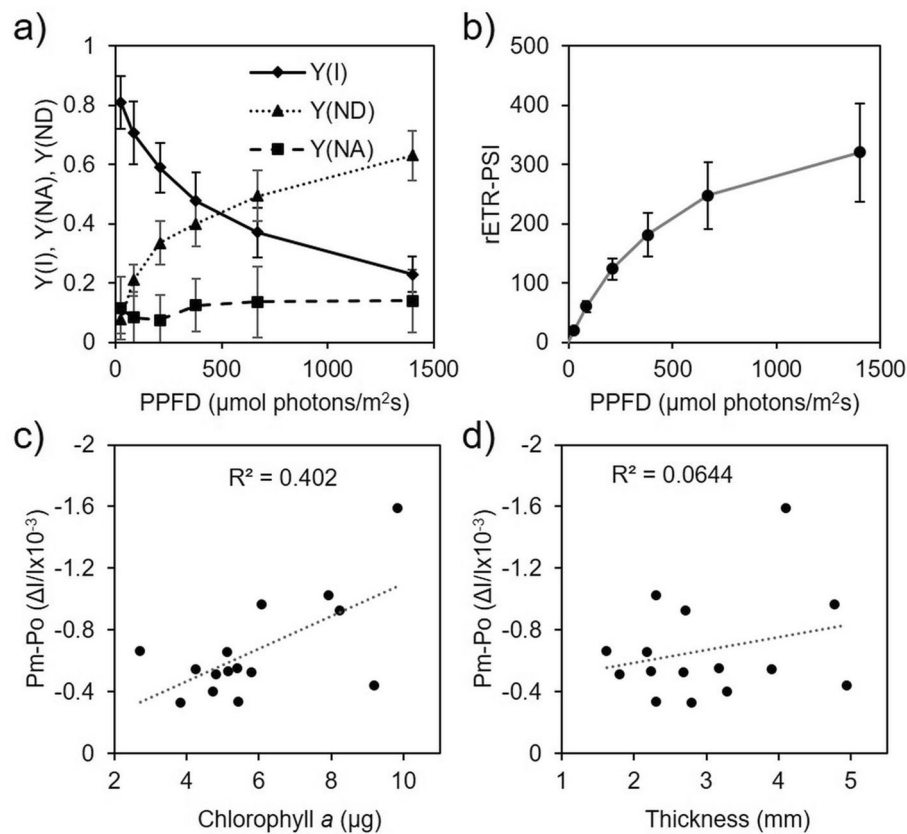 a)
1
0.8
0.6
0.4
0.2
0
Y(I), Y(NA), Y(ND)
Y(I)
Y(ND)
Y(NA)
0 500 1000 1500
PPFD (µmol photons/m²s)
b)
500
400
300
200
100
0
rETR-PSI
0 500 1000 1500
PPFD (µmol photons/m²s)
c)
-2
-1.6
-1.2
-0.8
-0.4
0
Pm-Po (ΔI/Ix10⁻³)
R² = 0.402
2 4 6 8 10
Chlorophyll a (µg)
d)
-2
-1.6
-1.2
-0.8
-0.4
0
Pm-Po (ΔI/Ix10⁻³)
R² = 0.0644
1 2 3 4 5
Thickness (mm)